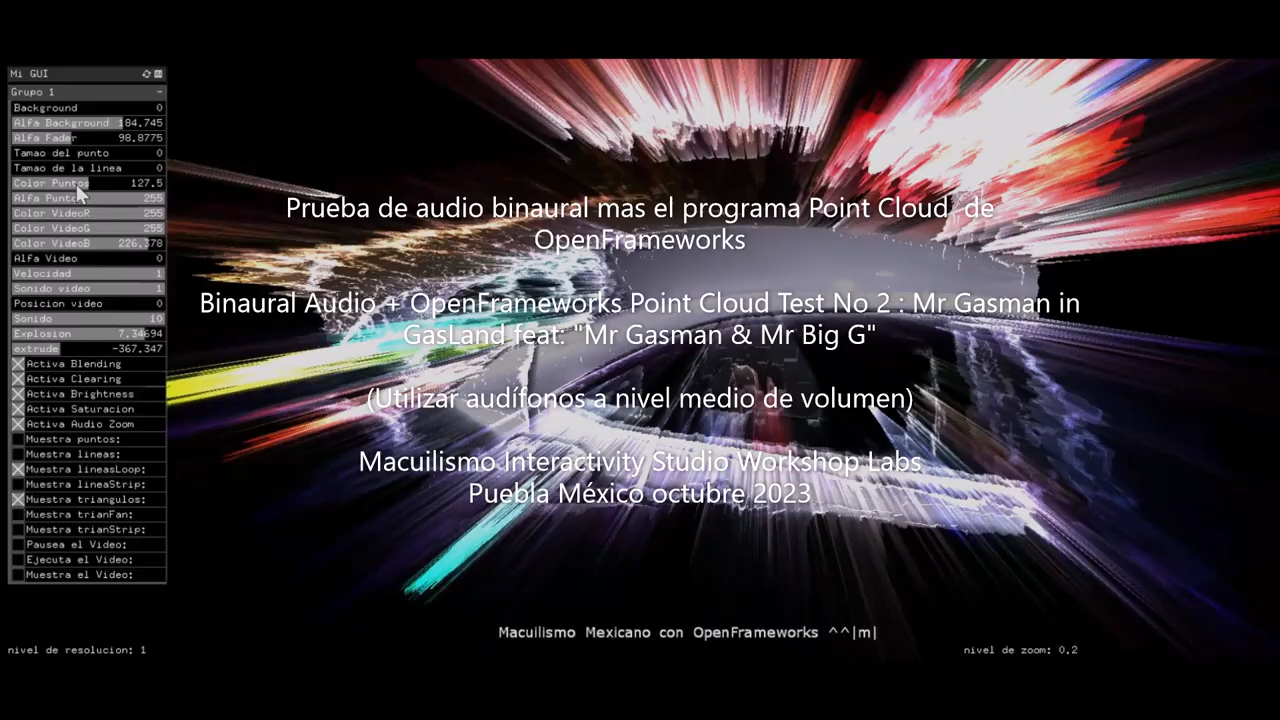 Mi GUI
Grupo 1 -
Background 0
Alfa Background 184.745
Alfa Fader 98.8775
Tamao del punto 0
Tamao de la linea 0
Color Puntos 127.5
Alfa Puntos 255
Color VideoR 255
Color VideoG 255
Color VideoB 226.378
Alfa Video 0
Velocidad 1
Sonido video 1
Posicion video 0
Sonido 10
Explosion 7.34694
extrude -367.347
Activa Blending
Activa Clearing
Activa Brightness
Activa Saturacion
Activa Audio Zoom
Muestra puntos:
Muestra lineas:
Muestra lineasLoop:
Muestra lineaStrip:
Muestra triangulos:
Muestra trianFan:
Muestra trianStrip:
Pausea el Video:
Ejecuta el Video:
Muestra el Video:
Prueba de audio binaural mas el programa Point Cloud  de
OpenFrameworks
Binaural Audio + OpenFrameworks Point Cloud Test No 2 : Mr Gasman in
GasLand feat: "Mr Gasman & Mr Big G"
(Utilizar audífonos a nivel medio de volumen)
Macuilismo Interactivity Studio Workshop Labs
Puebla México octubre 2023
Macuilismo Mexicano con OpenFrameworks ^^|m|
nivel de resolucion: 1
nivel de zoom: 0.2